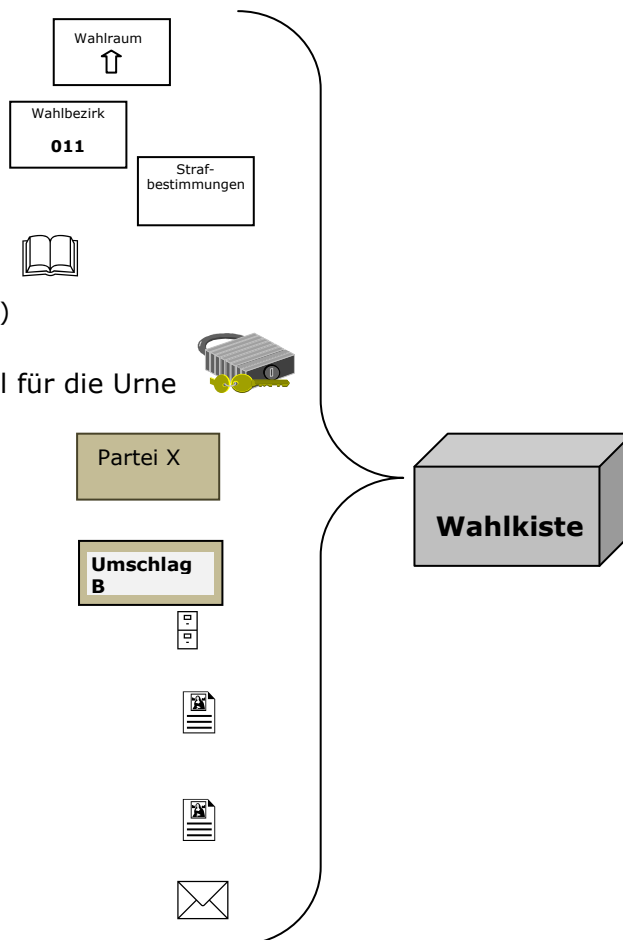 Wahlraum
Wahlbezirk
011
Straf-
bestimmungen
)
l für die Urne
Partei X
Umschlag
B
Wahlkiste